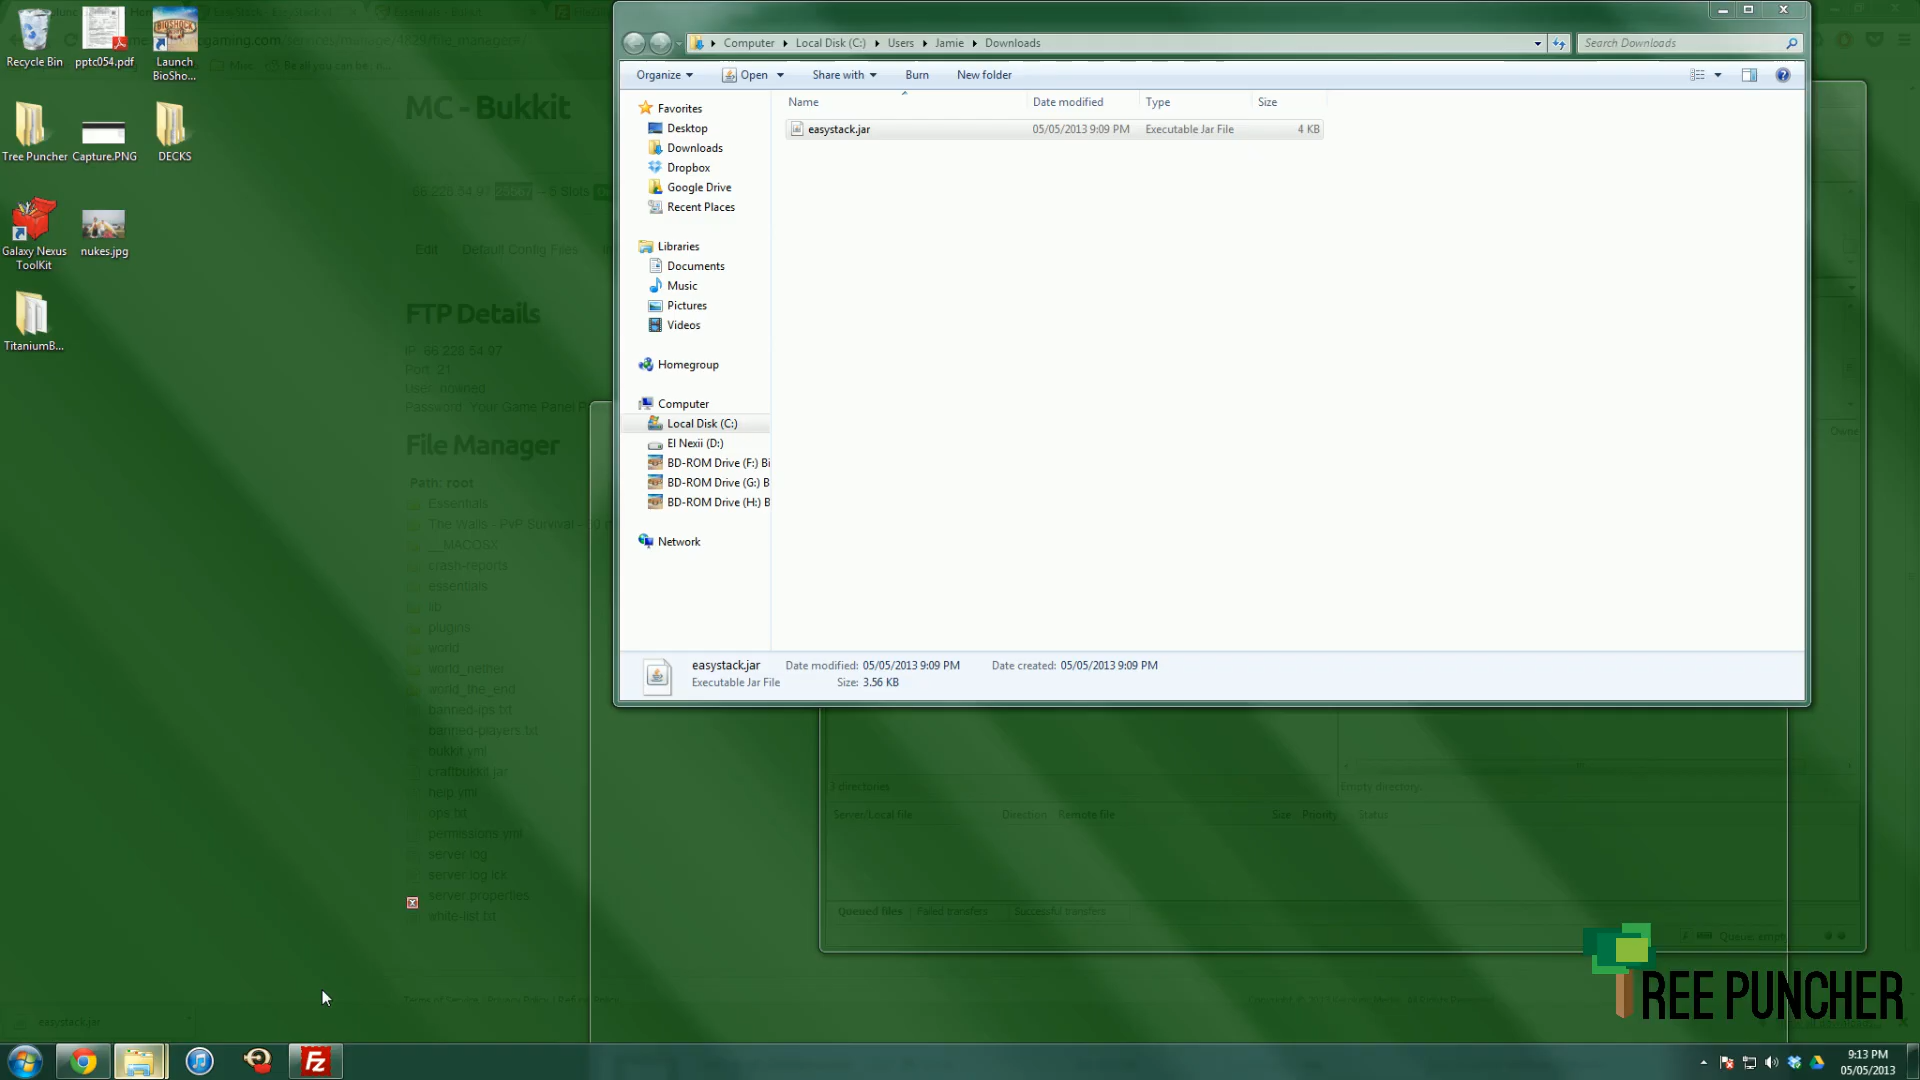 Recycle Bin
pptc054.pdf
Launch
BioSho...
Tree Puncher
Capture.PNG
DECKS
Galaxy Nexus
ToolKit
nukes.jpg
TitaniumB...
MC - Bukkit
Edit
Default Config Files
FTP Details
IP: 66.228.54.97
Port: 21
User: nowned
Password: Your Game Panel P
File Manager
Path: root
Essentials
The Walls - PvP Survival -
__MACOSX
crash-reports
essentials
lib
plugins
world
world_nether
world_the_end
banned-ips.txt
banned-players.txt
bukkit.yml
craftbukkit.jar
help.yml
ops.txt
permissions.yml
server.log
server.log.lck
server.properties
white-list.txt
easystack.jar
Computer
Local Disk (C:)
Users
Jamie
Downloads
Search Downloads
Organize
Open
Share with
Burn
New folder
Favorites
Desktop
Downloads
Dropbox
Google Drive
Recent Places
Libraries
Documents
Music
Pictures
Videos
Homegroup
Computer
Local Disk (C:)
El Nexii (D:)
BD-ROM Drive (F:) Bi
BD-ROM Drive (G:) B
BD-ROM Drive (H:) B
Network
Name Date modified Type Size
easystack.jar 05/05/2013 9:09 PM Executable Jar File 4 KB
easystack.jar Date modified: 05/05/2013 9:09 PM Date created: 05/05/2013 9:09 PM
Executable Jar File Size: 3.56 KB
3 directories
Empty directory.
Server/Local file Direction Remote file Size Priority Status
Queued files Failed transfers Successful transfers
Queue: empty
REE PUNCHER
9:13 PM
05/05/2013